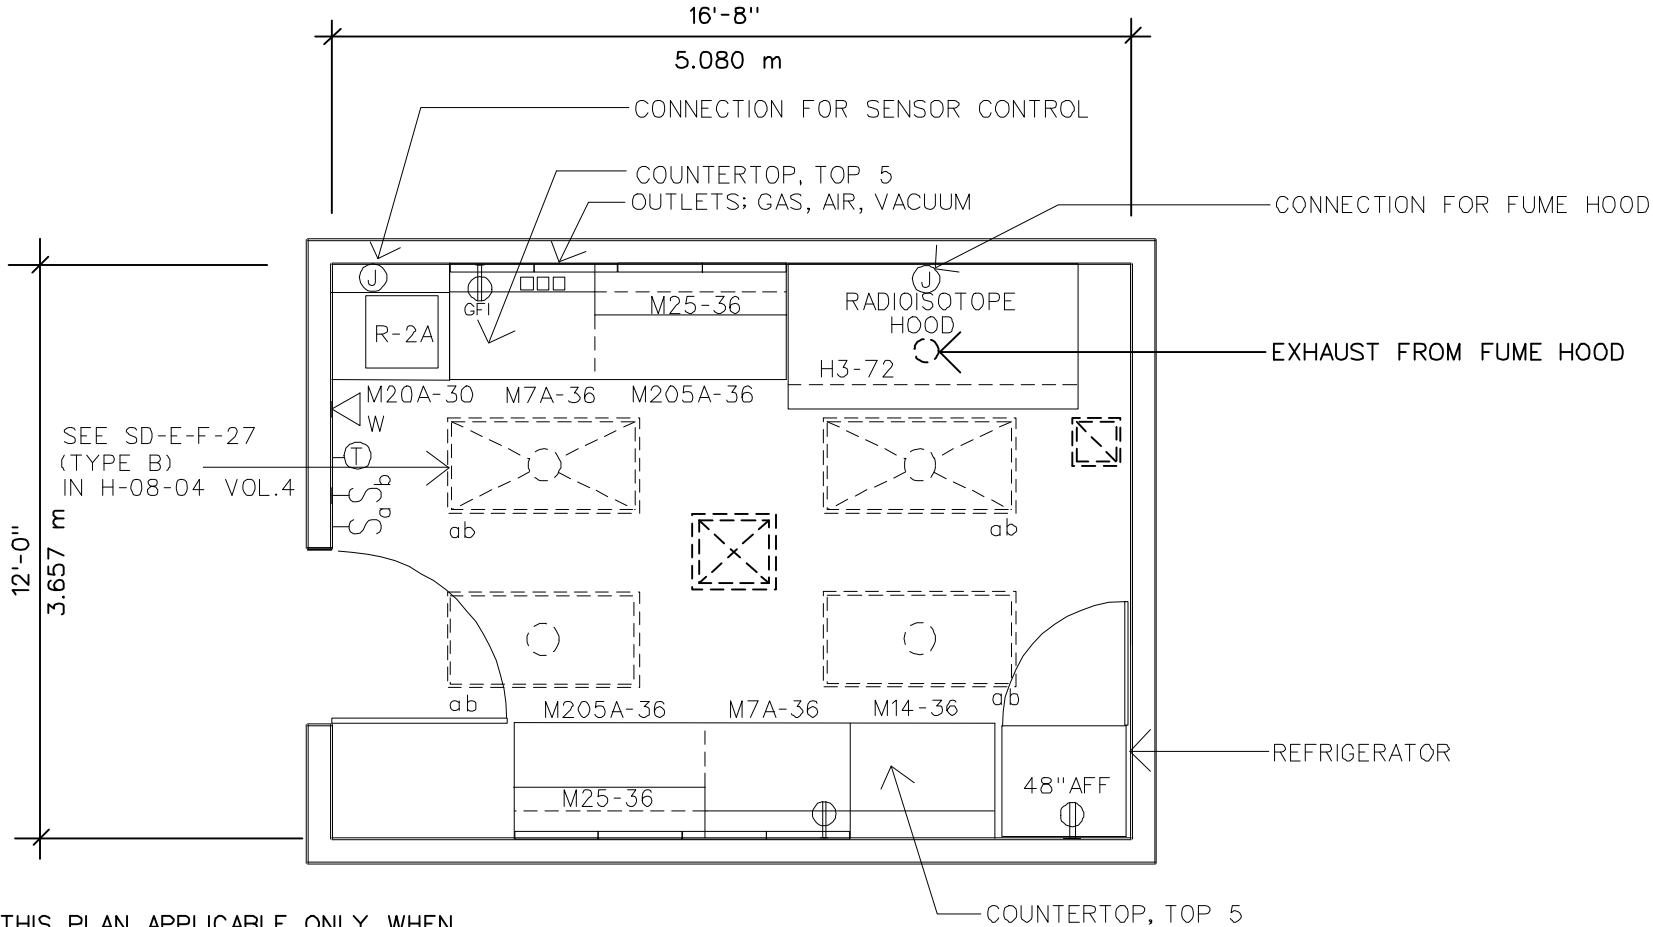 16'-8"
5.080 m
CONNECTION FOR SENSOR CONTROL
COUNTERTOP, TOP 5
OUTLETS; GAS, AIR, VACUUM
CONNECTION FOR FUME HOOD
J
J
GFI
M25-36
RADIOISOTOPE
HOOD
R-2A
EXHAUST FROM FUME HOOD
H3-72
M20A-30
M7A-36
M205A-36
W
SEE SD-E-F-27
(TYPE B)
IN H-08-04 VOL.4
T
S b
S a
ab
ab
12'-0"
3.657 m
ab
ab
M205A-36
M7A-36
M14-36
REFRIGERATOR
M25-36
48"AFF
COUNTERTOP, TOP 5
THIS PLAN APPLICABLE ONLY WHEN